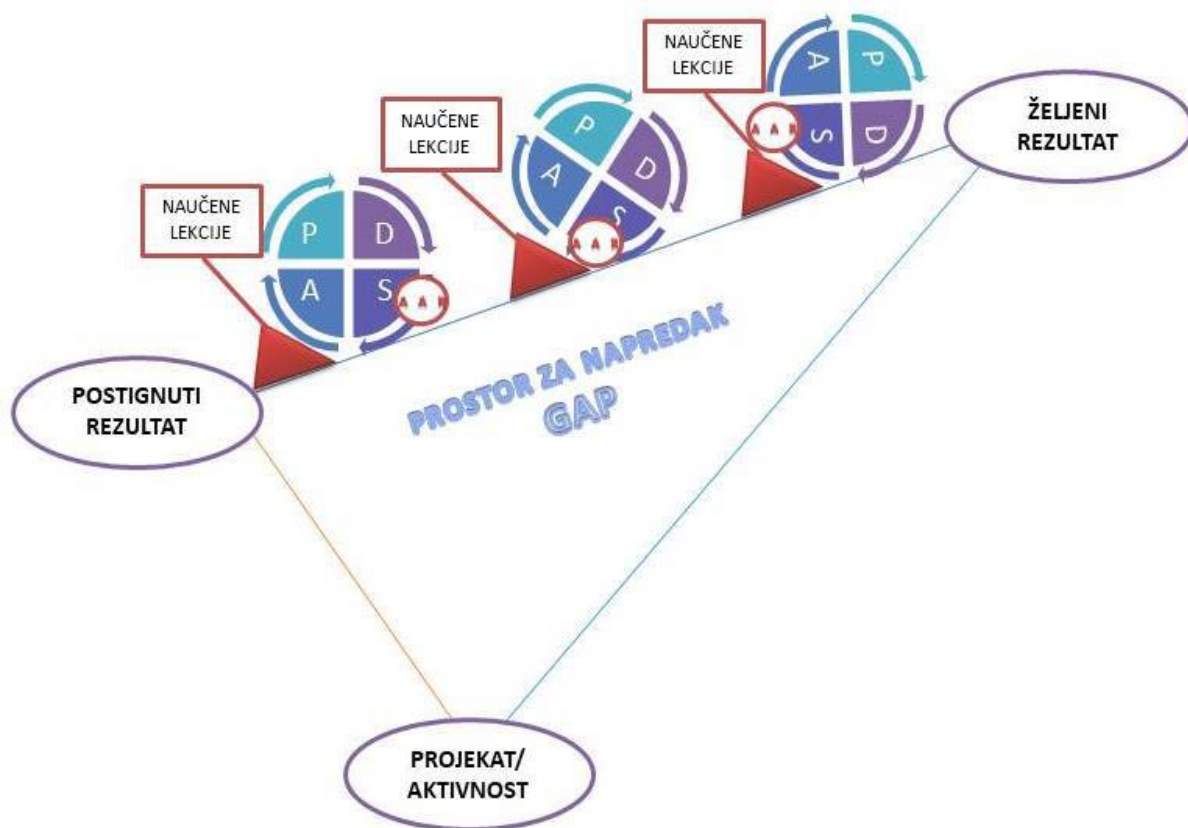 NAUČENE
LEKCIJE
A
P
S
D
A A R
NAUČENE
LEKCIJE
P
A
D
S
A A R
NAUČENE
LEKCIJE
P
D
A
S
A A R
ŽELJENI
REZULTAT
PROSTOR ZA NAPREDAK
GAP
POSTIGNUTI
REZULTAT
PROJEKAT/
AKTIVNOST